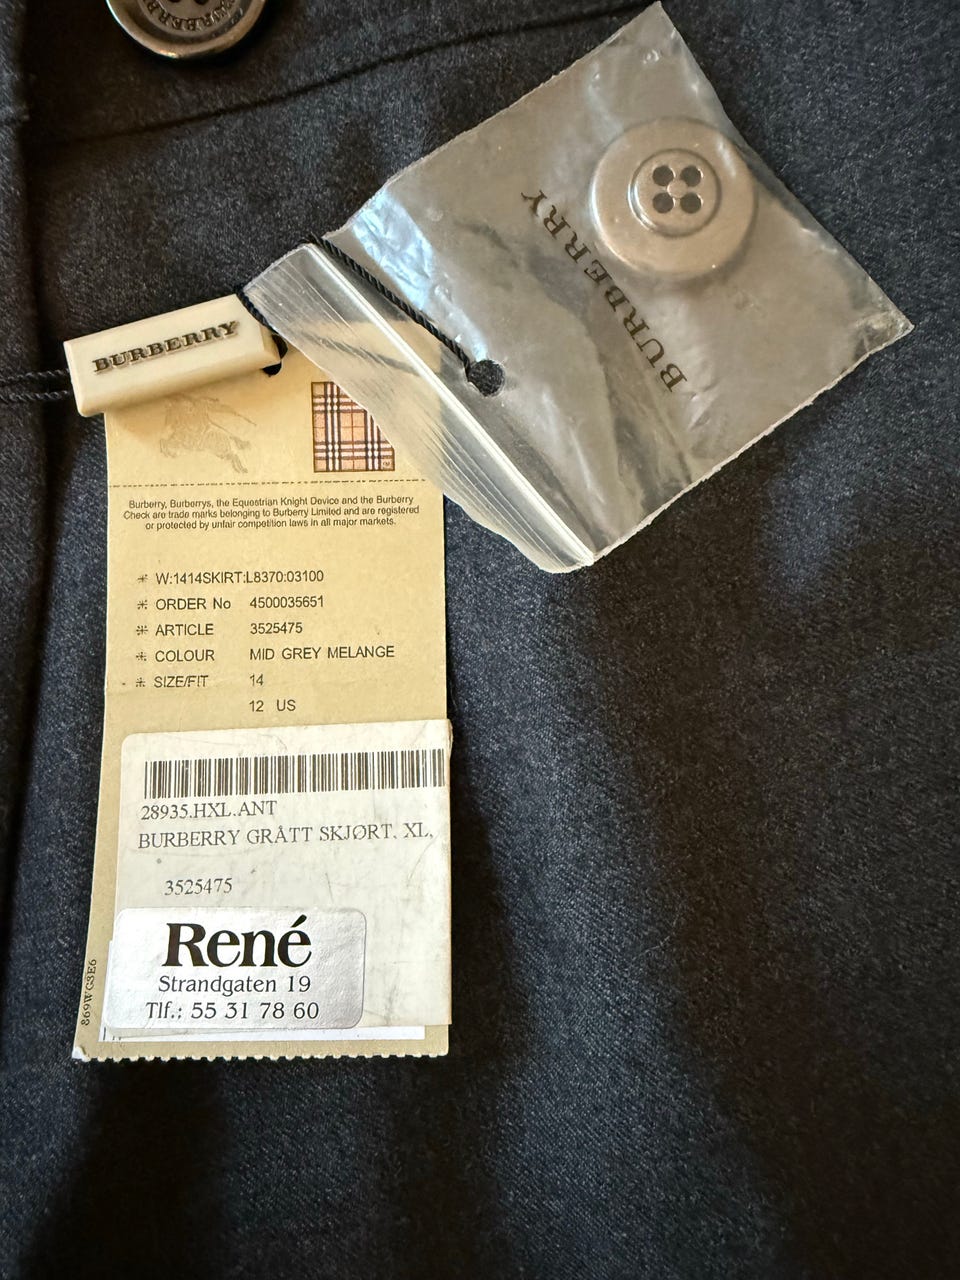 BURBERRY
BURBERRY
Burberry, Burberrys, the Equestrian Knight Device and the Burberry
Check are trade marks belonging to Burberry Limited and are registered
or protected by unfair competition laws in all major markets.
W:1414SKIRT:L8370:03100
ORDER No 4500035651
ARTICLE 3525475
COLOUR MID GREY MELANGE
SIZE/FIT 14
12 US
28935.HXL.ANT
BURBERRY GRÅTT SKJØRT, XL,
3525475
René
Strandgaten 19
Tlf.: 55 31 78 60
869WG3E6